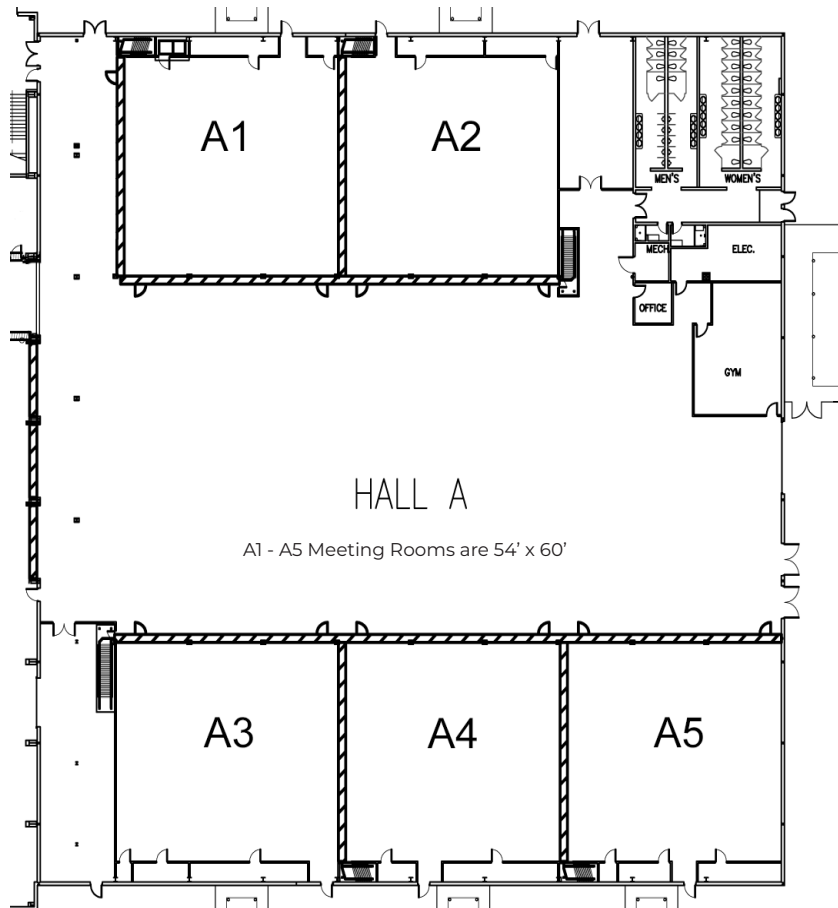 A1
A2
MEN'S
WOMEN'S
MECH.
ELEC.
OFFICE
GYM
HALL A
A1 - A5 Meeting Rooms are 54’ x 60’
A3
A4
A5